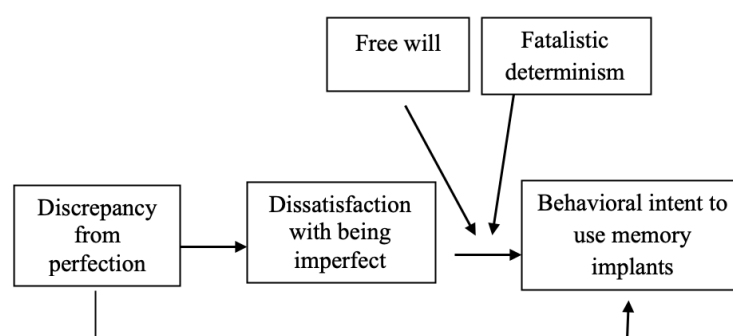 Free will
Fatalistic
determinism
Discrepancy
from
perfection
Dissatisfaction
with being
imperfect
Behavioral intent to
use memory
implants